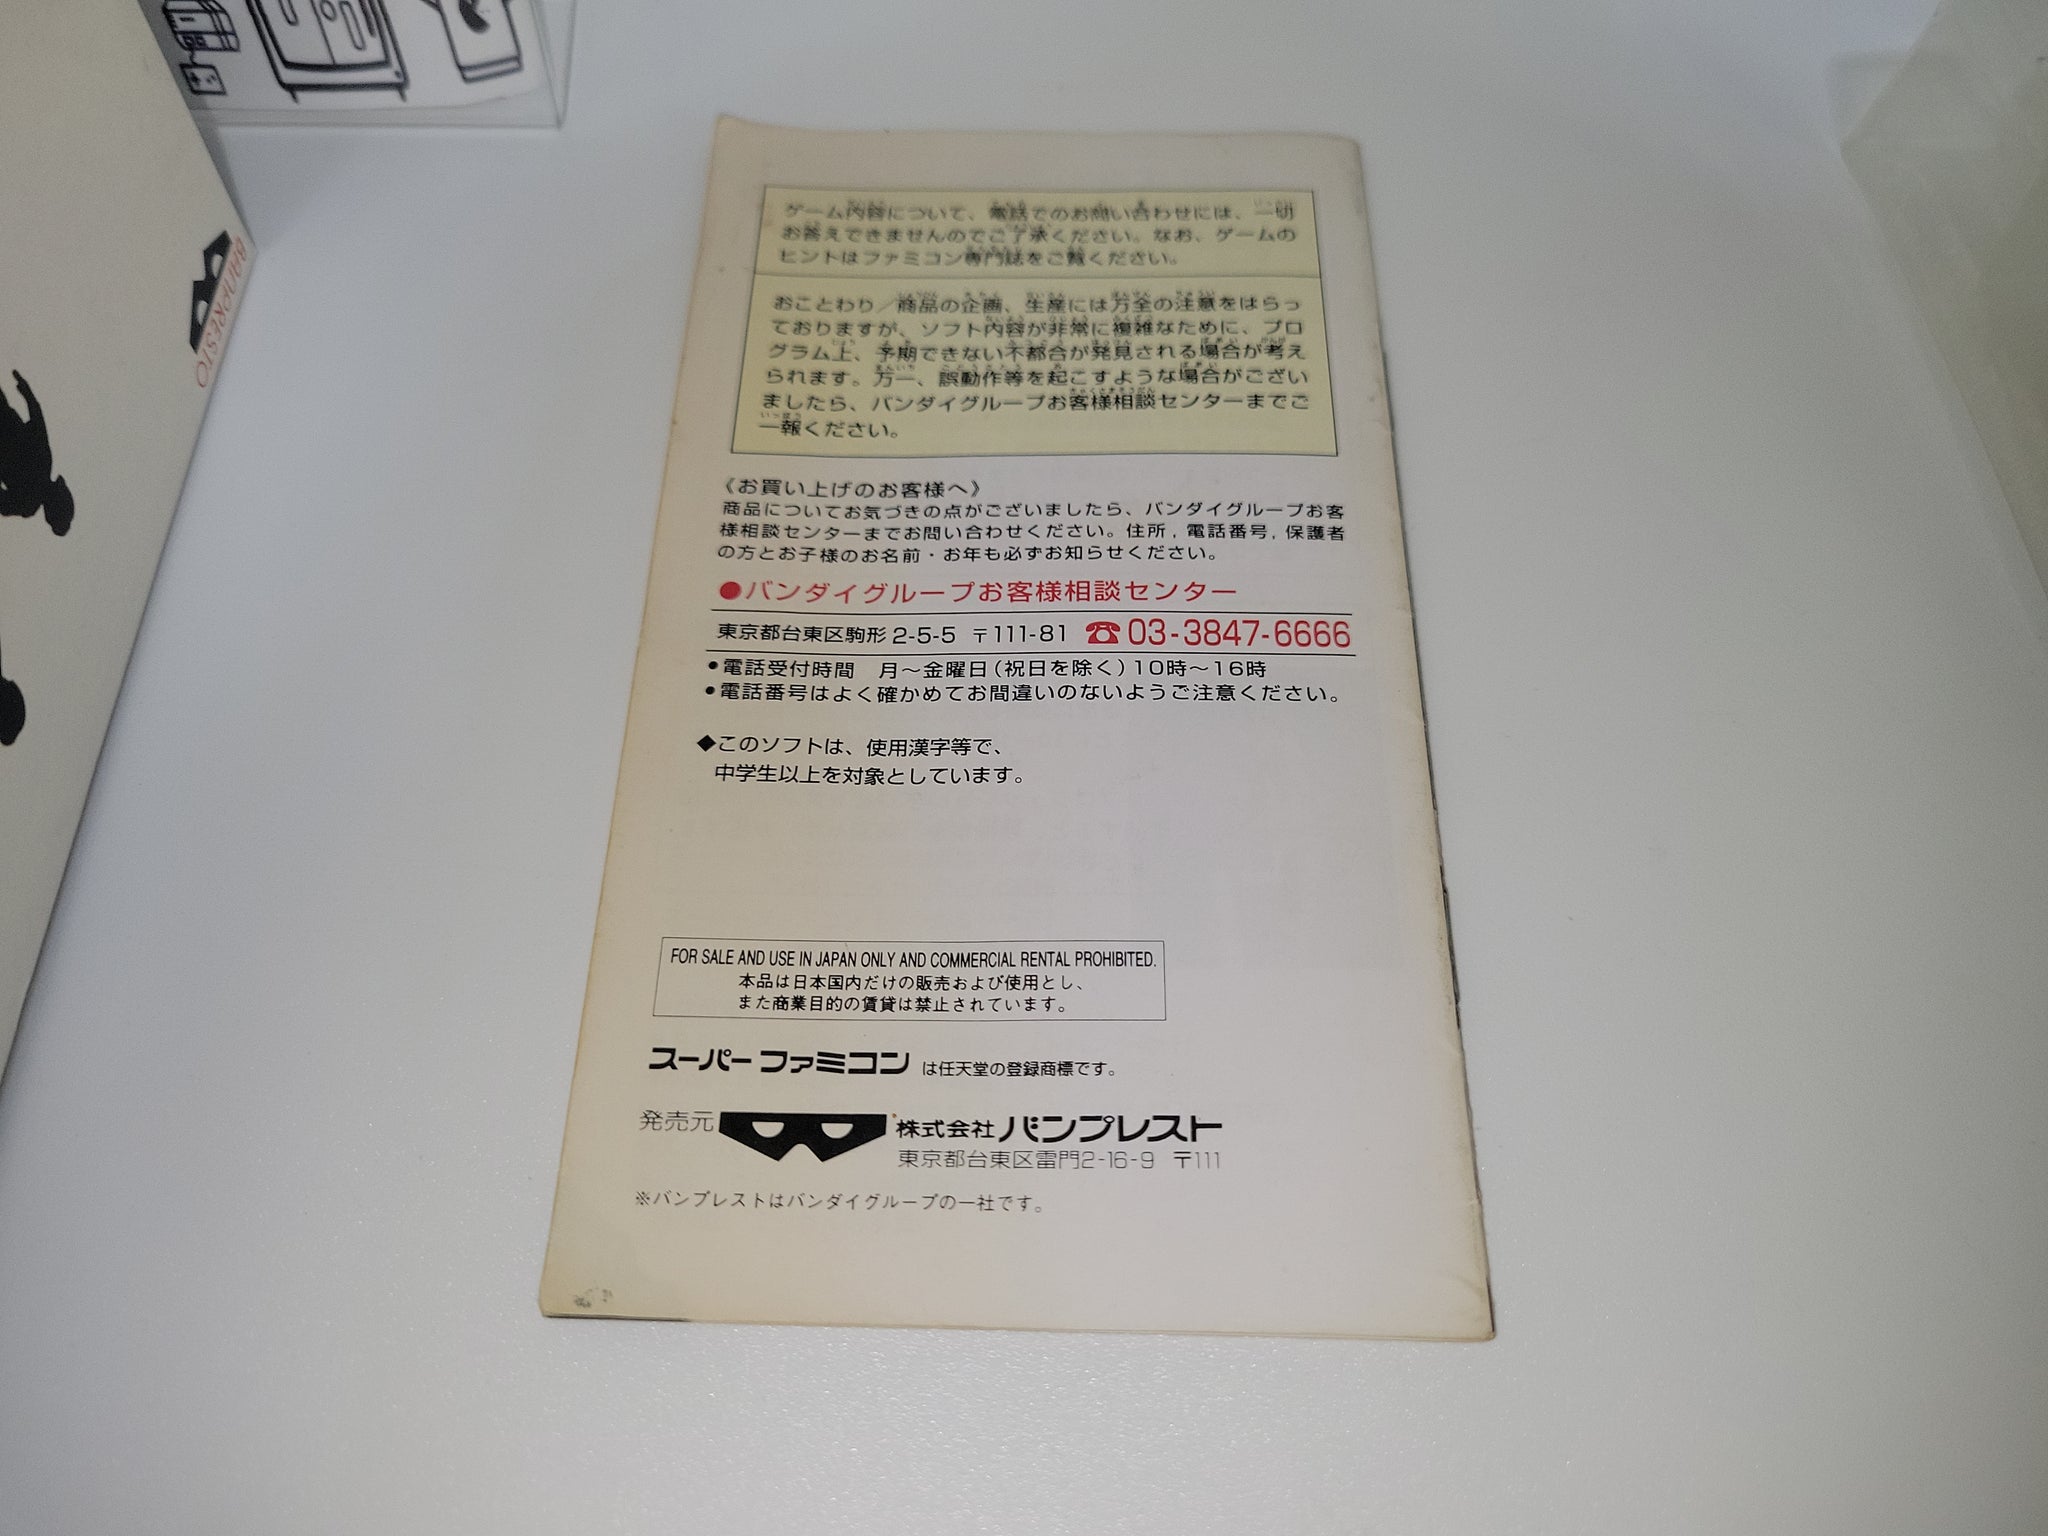 ゲーム内容について、電話でのお問い合わせには、一切
お答えできませんのでご了承ください。なお、ゲームの
ヒントはファミコン専門誌をご覧ください。
おことわり／商品の企画、生産には万全の注意をはらっ
ておりますが、ソフト内容が非常に複雑なために、プロ
グラム上、予期できない不都合が発見される場合が考え
られます。万一、誤動作等を起こすような場合がござい
ましたら、バンダイグループお客様相談センターまでご
一報ください。
《お買い上げのお客様へ》
商品についてお気づきの点がございましたら、バンダイグループお客
様相談センターまでお問い合わせください。住所，電話番号，保護者
の方とお子様のお名前・お年も必ずお知らせください。
●バンダイグループお客様相談センター
東京都台東区駒形2-5-5 〒111-81 ☎03-3847-6666
●電話受付時間 月～金曜日(祝日を除く)10時～16時
●電話番号はよく確かめてお間違いのないようご注意ください。
◆このソフトは、使用漢字等で、
中学生以上を対象としています。
FOR SALE AND USE IN JAPAN ONLY AND COMMERCIAL RENTAL PROHIBITED.
本品は日本国内だけの販売および使用とし、
また商業目的の賃貸は禁止されています。
スーパーファミコン は任天堂の登録商標です。
発売元 株式会社バンプレスト
東京都台東区雷門2-16-9 〒111
※バンプレストはバンダイグループの一社です。
BANPRESTO